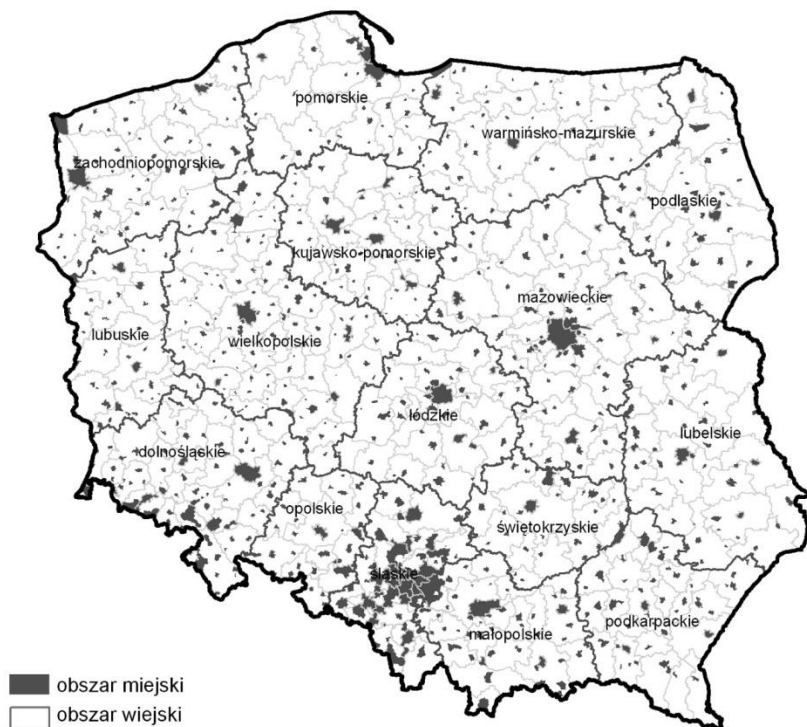 pomorskie
warmińsko-mazurskie
zachodniopomorskie
podlaskie
kujawsko-pomorskie
mazowieckie
lubuskie
wielkopolskie
łódzkie
lubelskie
dolnośląskie
opolskie
świętokrzyskie
śląskie
małopolskie
podkarpackie
obszar miejski
obszar wiejski